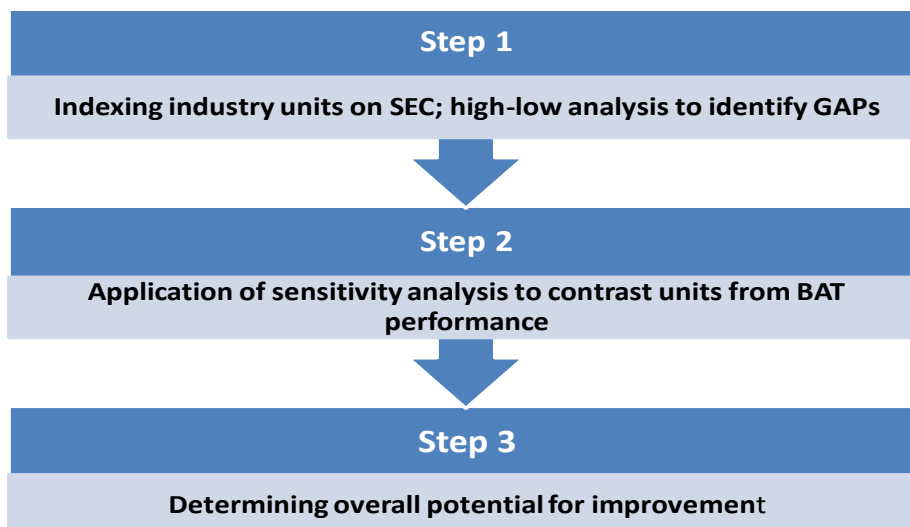 Step 1
Indexing industry units on SEC; high-low analysis to identify GAPs
Step 2
Application of sensitivity analysis to contrast units from BAT
performance
Step 3
Determining overall potential for improvement